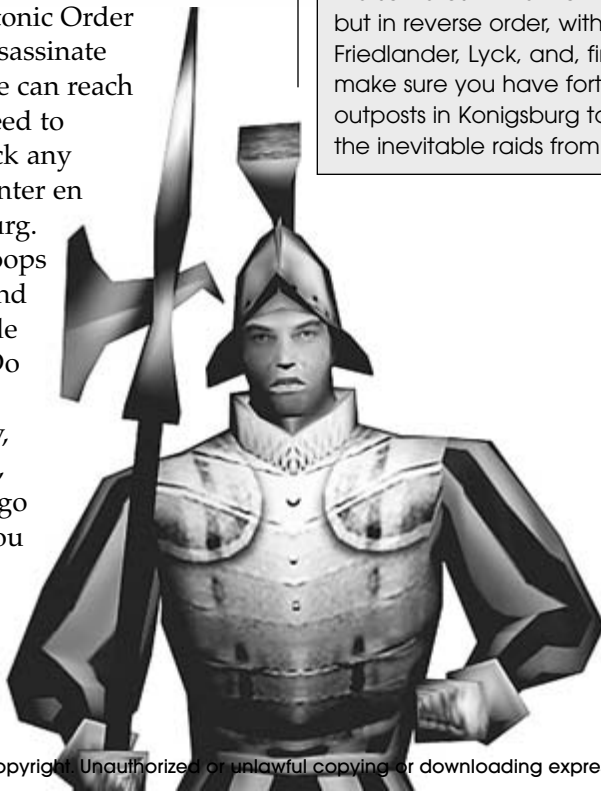 tonic Order
sassinate
e can reach
eed to
ck any
nter en
urg.
oops
nd
le
Do
,
go
ou
but in reverse order, with
Friedlander, Lyck, and, fir
make sure you have fort
outposts in Konigsburg to
the inevitable raids from
opyright. Unauthorized or unlawful copying or downloading expre